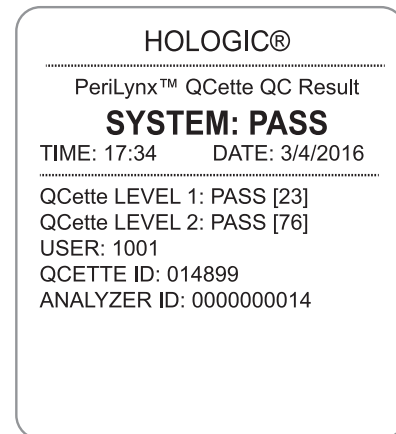 HOLOGIC®
PeriLynx™ QCette QC Result
SYSTEM: PASS
TIME: 17:34 DATE: 3/4/2016
QCette LEVEL 1: PASS [23]
QCette LEVEL 2: PASS [76]
USER: 1001
QCETTE ID: 014899
ANALYZER ID: 0000000014